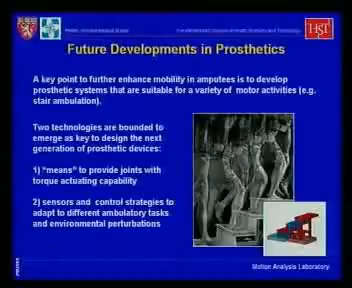 HST
Future Developments in Prosthetics
A key point to further enhance mobility in amputees is to develop
prosthetic systems that are suitable for a variety of motor activities (e.g.
stair ambulation).
Two technologies are bounded to
emerge as key to design the next
generation of prosthetic devices:
1) "means" to provide joints with
torque actuating capability
2) sensors and control strategies to
adapt to different ambulatory tasks
and environmental perturbations
Motion Analysis Laboratory